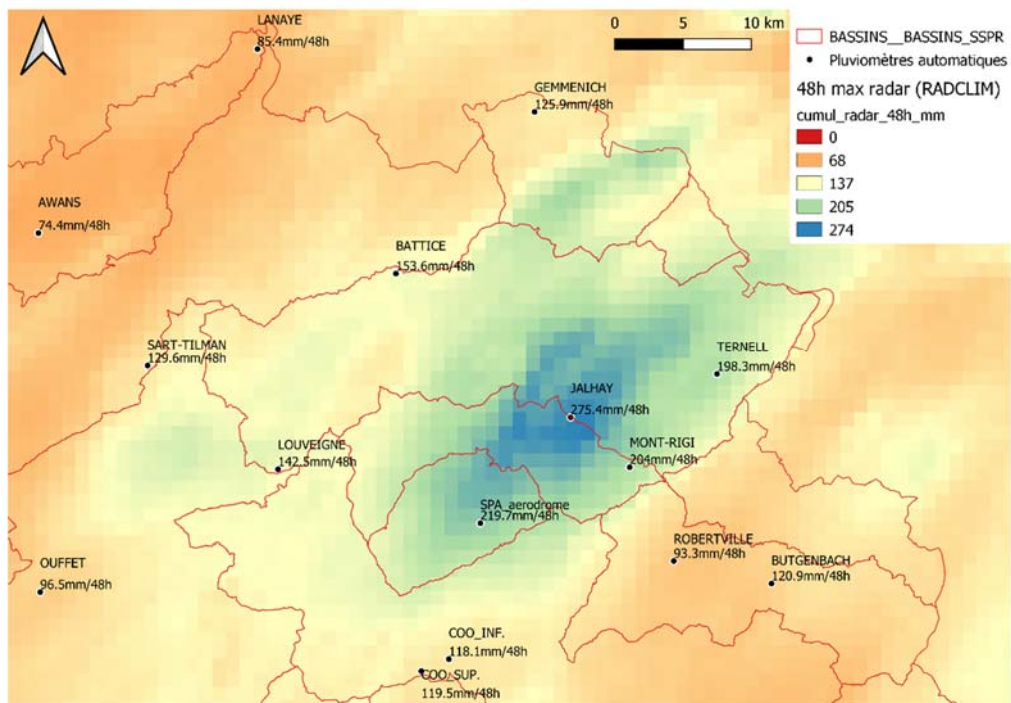 LANAYE
85.4mm/48h
0 5 10 km
BASSINS__BASSINS_SSPR
Pluviomètres automatiques
48h max radar (RADCLIM)
cumul_radar_48h_mm
0
68
137
205
274
GEMMENICH
125.9mm/48h
AWANS
74.4mm/48h
BATTICE
153.6mm/48h
SART-TILMAN
129.6mm/48h
TERNELL
198.3mm/48h
JALHAY
275.4mm/48h
LOUVEIGNE
142.5mm/48h
MONT-RIGI
204mm/48h
SPA_aerodrome
219.7mm/48h
ROBERTVILLE
93.3mm/48h
BUTGENBACH
120.9mm/48h
OUFFET
96.5mm/48h
COO_INF.
118.1mm/48h
COO_SUP.
119.5mm/48h